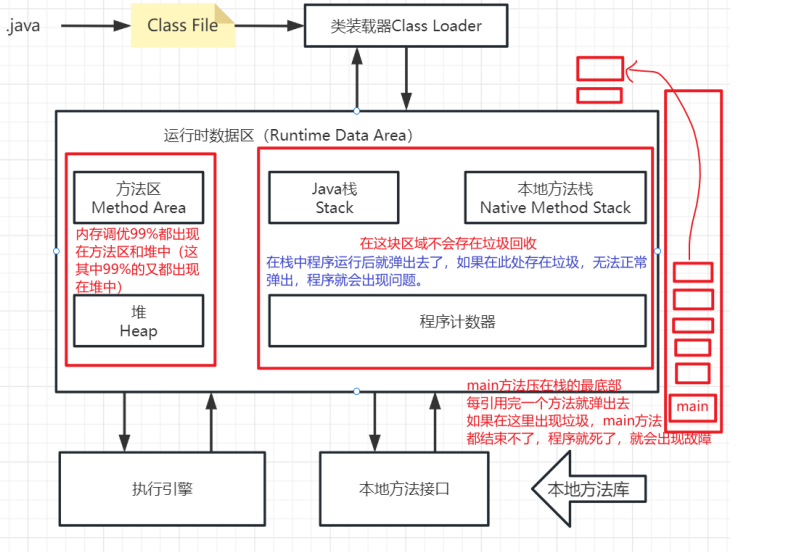 .java
Class File
类装载器Class Loader
运行时数据区（Runtime Data Area）
方法区
Method Area
Java栈
Stack
本地方法栈
Native Method Stack
内存调优99%都出现
在方法区和堆中（这
其中99%的又都出现
在堆中）
在这块区域不会存在垃圾回收
在栈中程序运行后就弹出去了，如果在此处存在垃圾，无法正常
弹出，程序就会出现问题。
堆
Heap
程序计数器
main方法压在栈的最底部
每引用完一个方法就弹出去
如果在这里出现垃圾，main方法
都结束不了，程序就死了，就会出现故障
main
执行引擎
本地方法接口
本地方法库